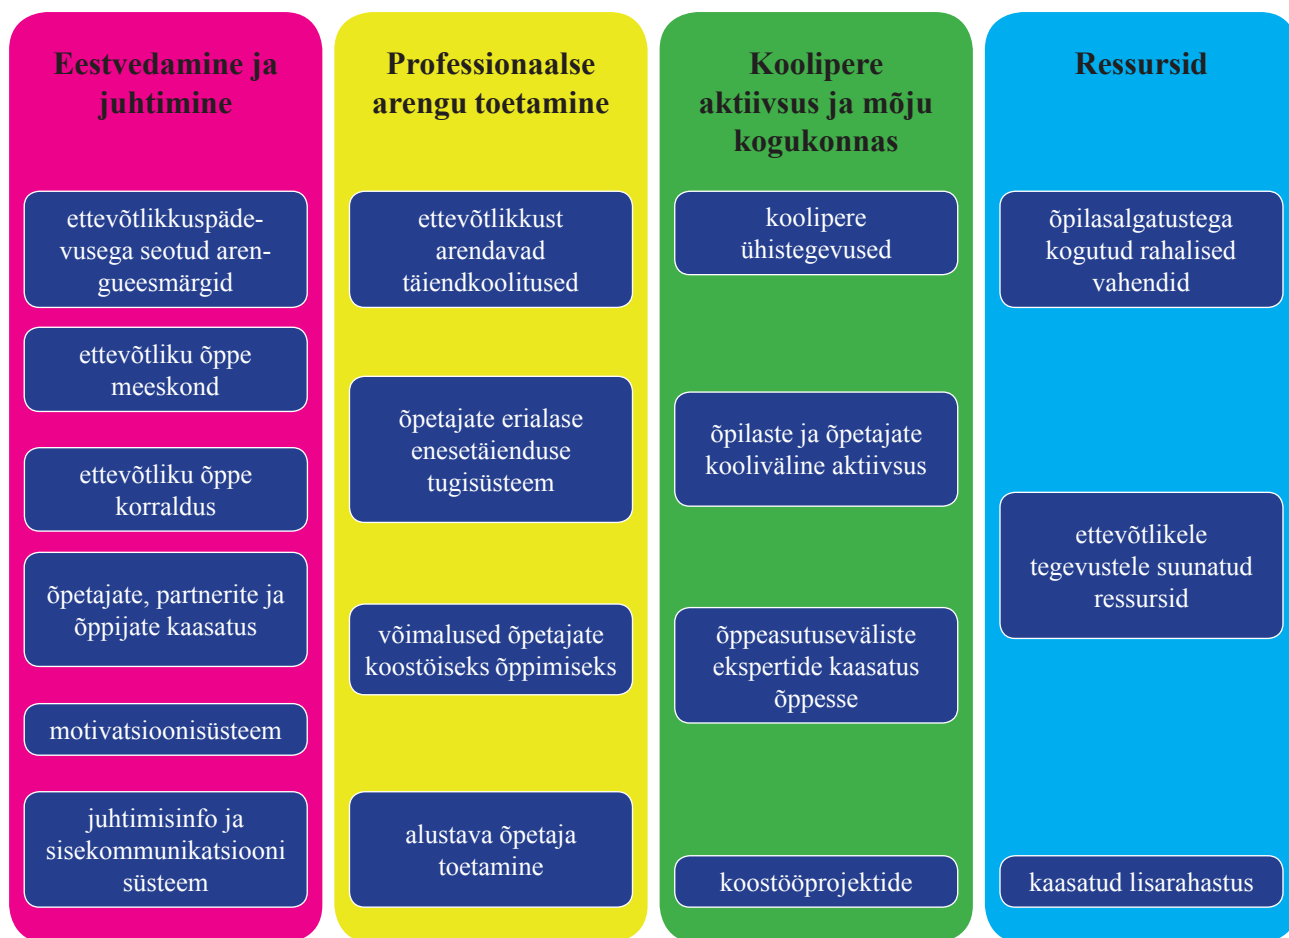 Eestvedamine ja
juhtimine
ettevõtlikkuspäde-
vusega seotud aren-
gueesmärgid
ettevõtliku õppe
meeskond
ettevõtliku õppe
korraldus
õpetajate, partnerite ja
õppijate kaasatus
motivatsioonisüsteem
juhtimisinfo ja
sisekommunikatsiooni
süsteem
Professionaalse
arengu toetamine
ettevõtlikkust
arendavad
täiendkoolitused
õpetajate erialase
enesetäienduse
tugisüsteem
võimalused õpetajate
koostöiseks õppimiseks
alustava õpetaja
toetamine
Koolipere
aktiivsus ja mõju
kogukonnas
koolipere
ühistegevused
õpilaste ja õpetajate
kooliväline aktiivsus
õppeasutuseväliste
ekspertide kaasatus
õppesse
koostööprojektide
Ressursid
õpilasalgatustega
kogutud rahalised
vahendid
ettevõtlikele
tegevustele suunatud
ressursid
kaasatud lisarahastus